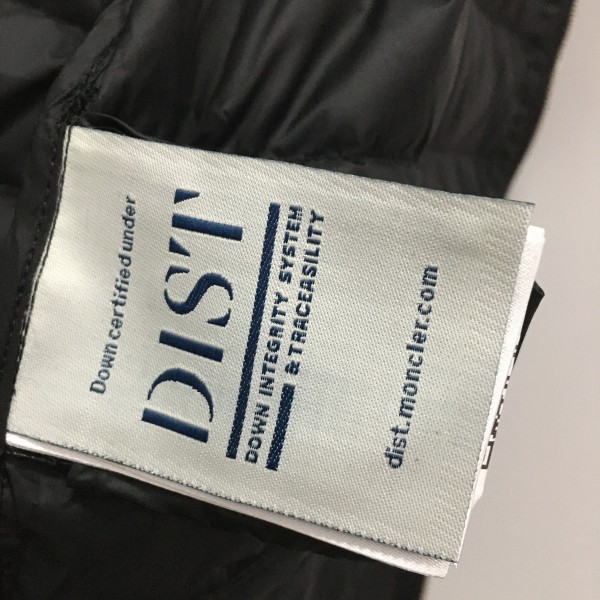 Down certified under
DIST
DOWN INTEGRITY SYSTEM
& TRACEABILITY
dist.moncler.com